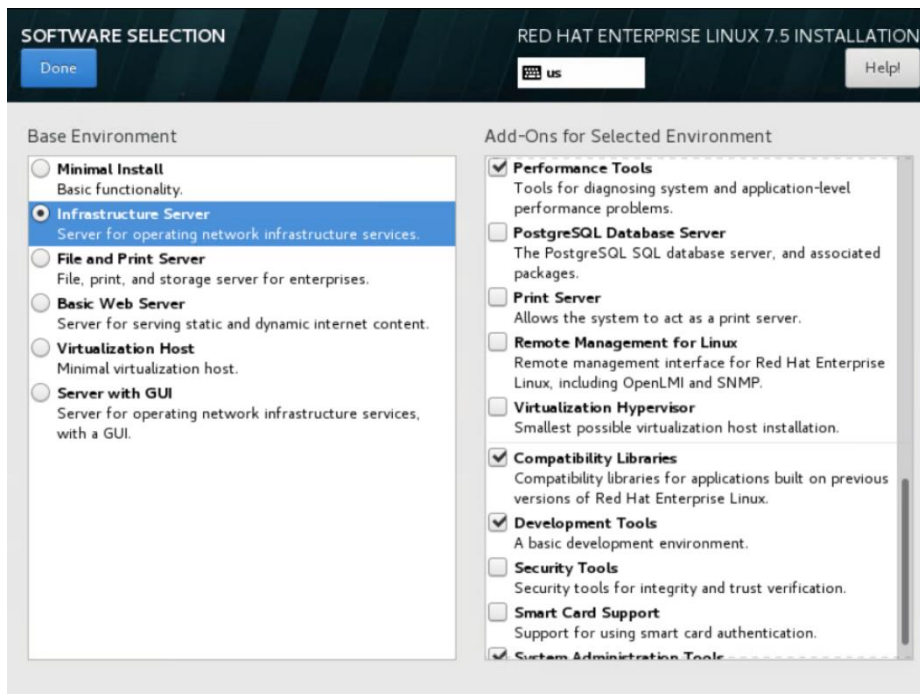 SOFTWARE SELECTION
RED HAT ENTERPRISE LINUX 7.5 INSTALLATION
Done
us
Help!
Base Environment
Minimal Install
Basic functionality.
Infrastructure Server
Server for operating network infrastructure services.
File and Print Server
File, print, and storage server for enterprises.
Basic Web Server
Server for serving static and dynamic internet content.
Virtualization Host
Minimal virtualization host.
Server with GUI
Server for operating network infrastructure services,
with a GUI.
Add-Ons for Selected Environment
Performance Tools
Tools for diagnosing system and application-level
performance problems.
PostgreSQL Database Server
The PostgreSQL SQL database server, and associated
packages.
Print Server
Allows the system to act as a print server.
Remote Management for Linux
Remote management interface for Red Hat Enterprise
Linux, including OpenLMI and SNMP.
Virtualization Hypervisor
Smallest possible virtualization host installation.
Compatibility Libraries
Compatibility libraries for applications built on previous
versions of Red Hat Enterprise Linux.
Development Tools
A basic development environment.
Security Tools
Security tools for integrity and trust verification.
Smart Card Support
Support for using smart card authentication.
System Administration Tools